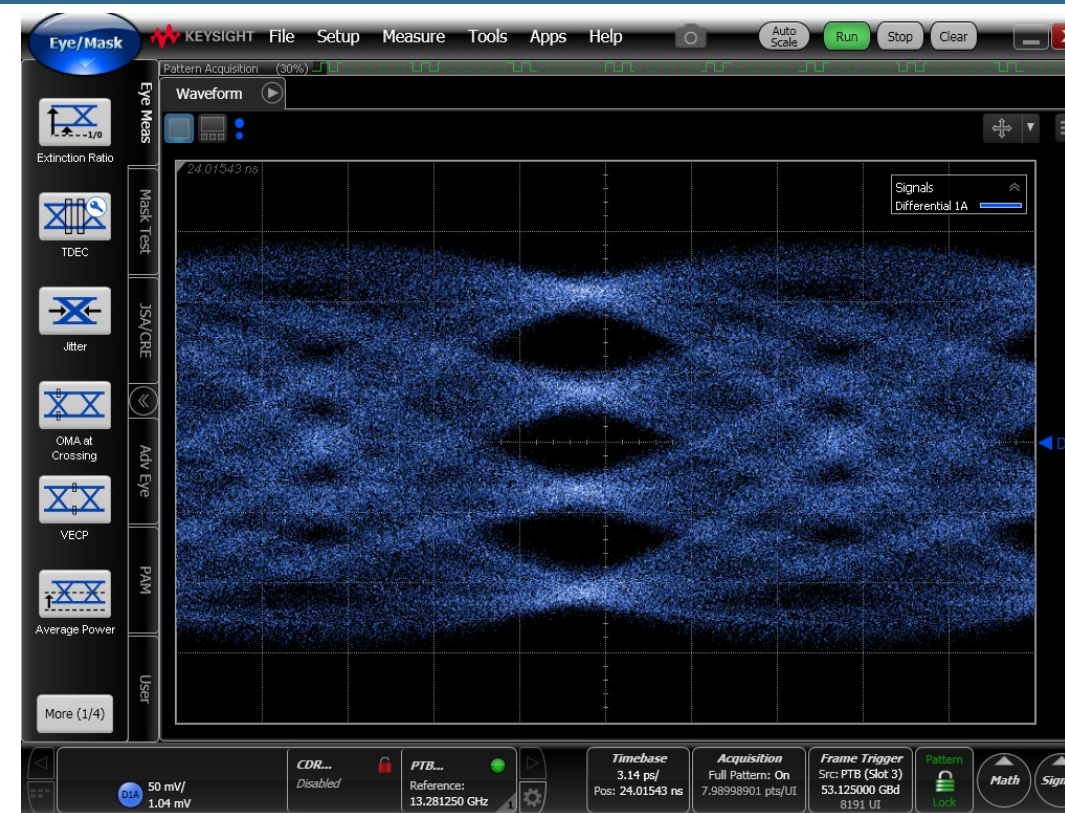 Eye/Mask
KEYSIGHT File Setup Measure Tools Apps Help
Auto Scale
Run Stop Clear
Pattern Acquisition (30%)
Waveform
Eye Meas
Mask Test
JSA/CRE
Adv Eye
PAM
User
1/0
Extinction Ratio
TDEC
Jitter
OMA at
Crossing
VECP
Average Power
More (1/4)
24.01543 ns
Signals
Differential 1A
D
D1A
50 mV/
1.04 mV
CDR...
Disabled
PTB...
Reference:
13.281250 GHz
1
Timebase
3.14 ps/
Pos: 24.01543 ns
Acquisition
Full Pattern: On
7.98998901 pts/UI
Frame Trigger
Src: PTB (Slot 3)
53.125000 GBd
8191 UI
Pattern
Lock
Math
Sign